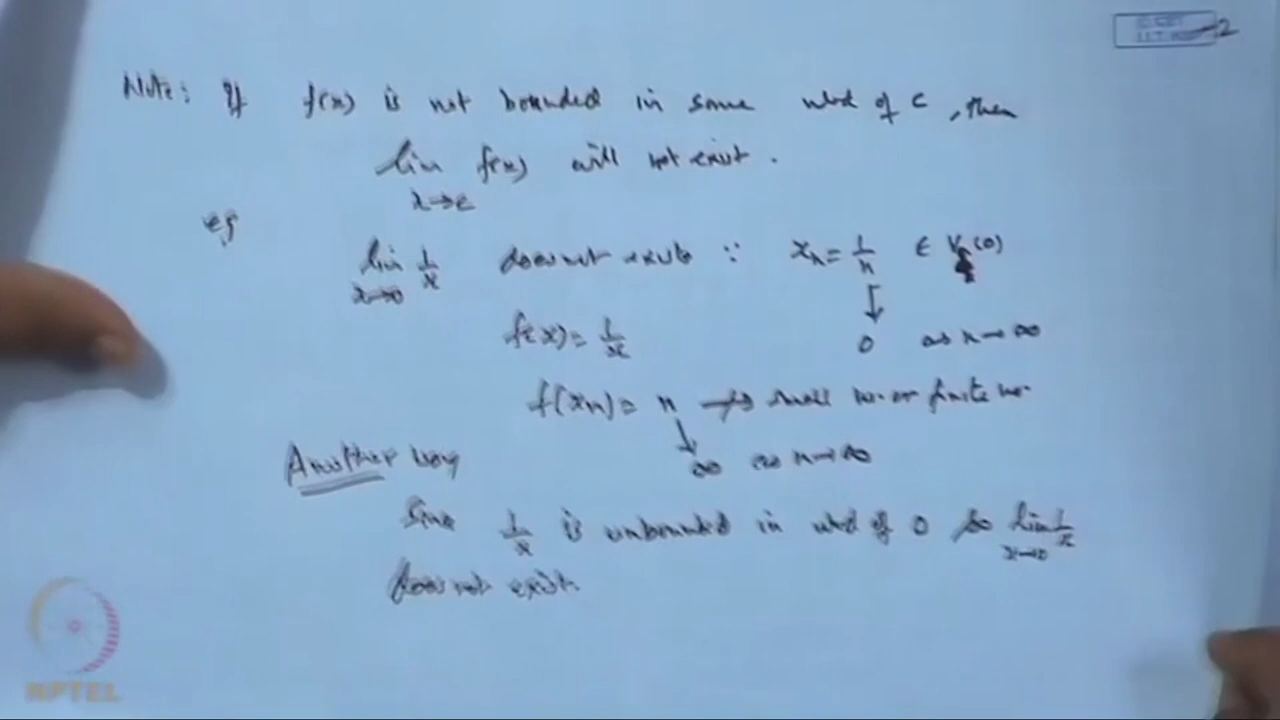 Note: If f(x) is not bounded in some nbd of c, then
lim f(x) will not exist.
x→c
eg
lim 1/x does not exists ∵ xₙ = 1/n ∈ V(0)
x→0
f(x) = 1/x
↓
0 as n→∞
f(xₙ) = n ↛ small no. or finite no.
↓
∞ as n→∞
Another way
Since 1/x is unbounded in nbd of 0 so lim 1/x
x→0
does not exist.
NPTEL